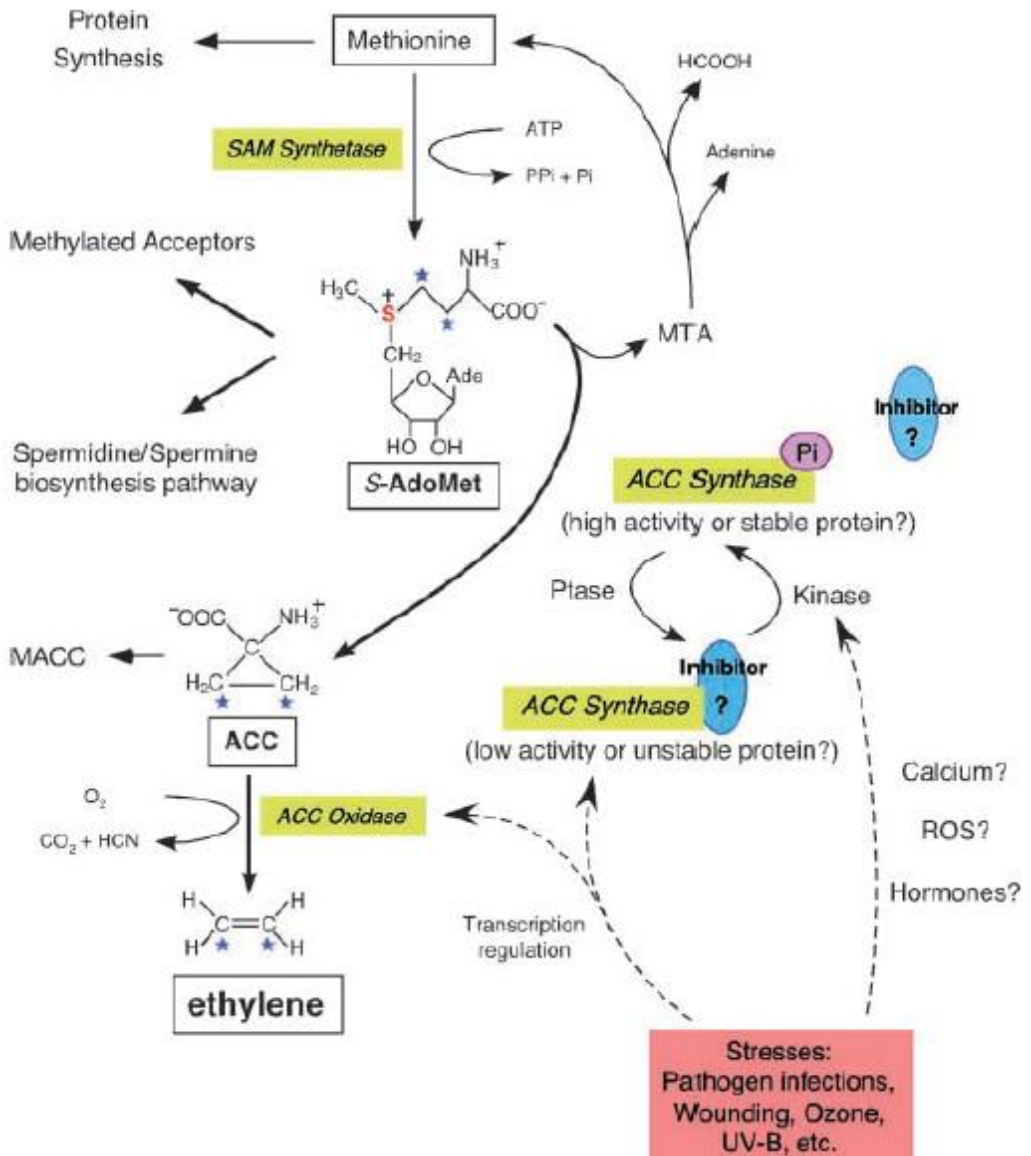 Protein
Synthesis
Methionine
HCOOH
SAM Synthetase
ATP
PPi + Pi
Adenine
Methylated Acceptors
NH₃⁺
H₃C
S⁺
COO⁻
CH₂
O
Ade
HO OH
MTA
Spermidine/Spermine
biosynthesis pathway
S-AdoMet
Inhibitor
?
Pi
ACC Synthase
(high activity or stable protein?)
Ptase
Kinase
⁻OOC
NH₃⁺
C
MACC
H₂C
CH₂
ACC
Inhibitor
?
ACC Synthase
(low activity or unstable protein?)
O₂
CO₂ + HCN
ACC Oxidase
Calcium?
ROS?
Hormones?
H H
C=C
H H
Transcription
regulation
ethylene
Stresses:
Pathogen infections,
Wounding, Ozone,
UV-B, etc.